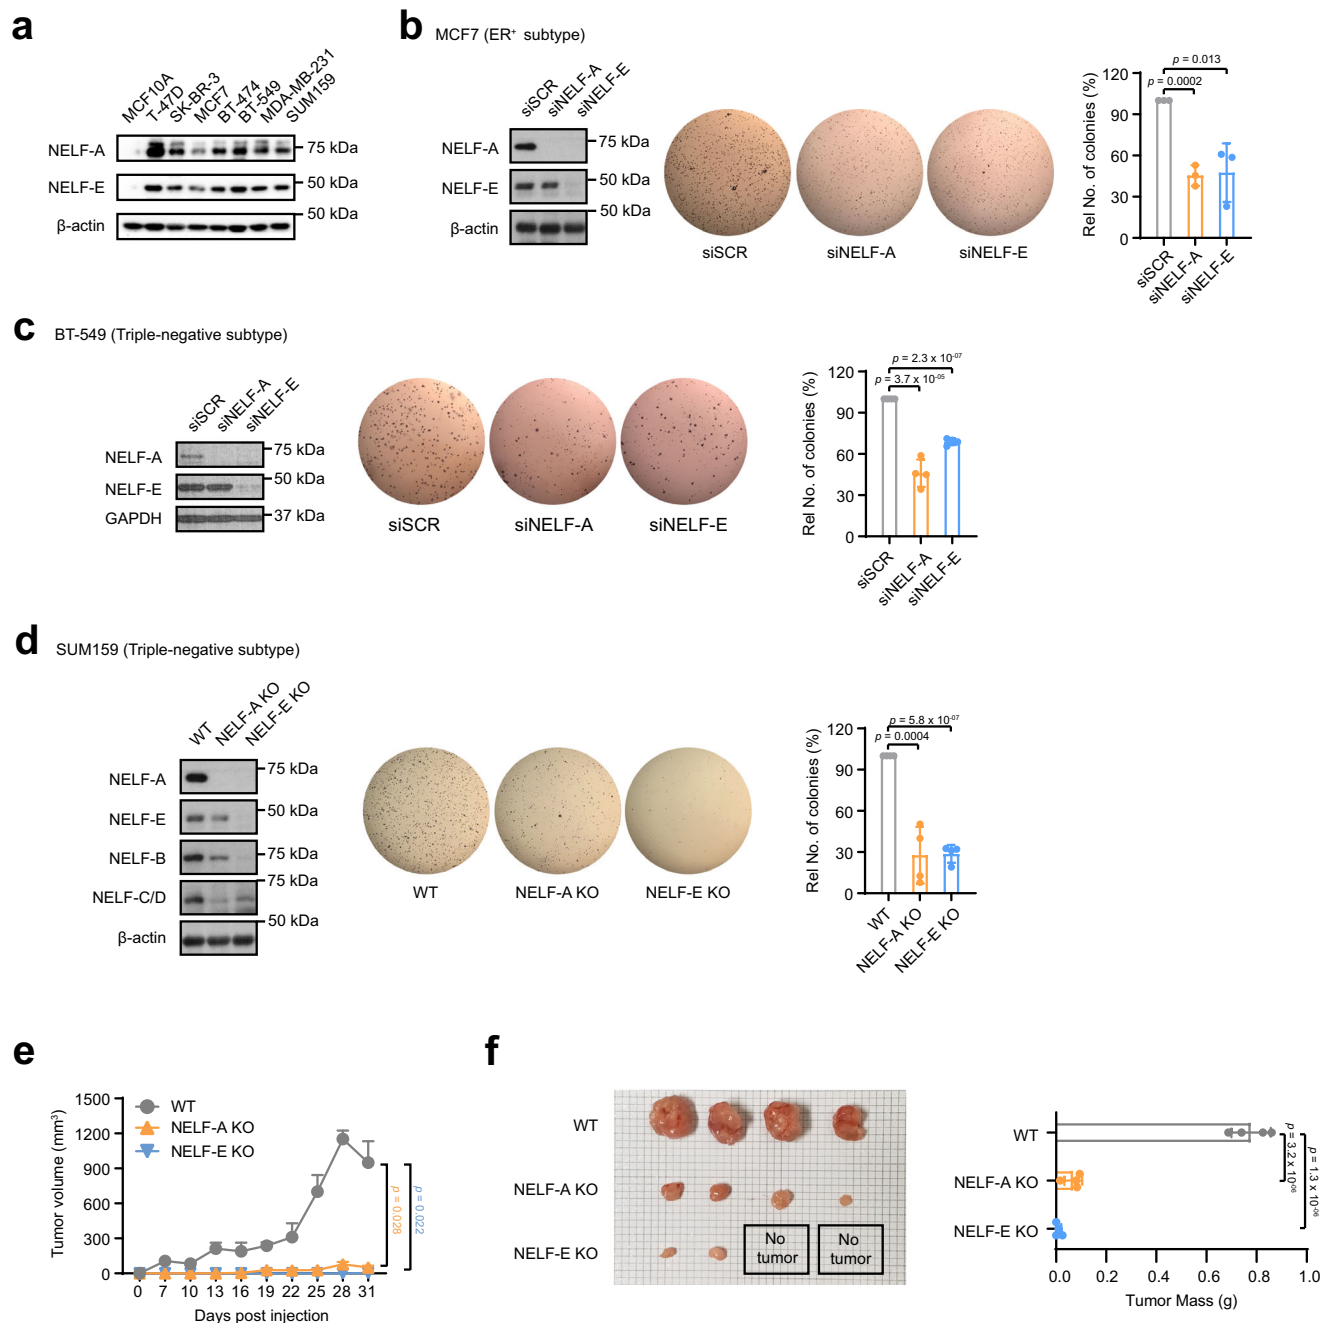 a
MCF10A
T-47D
SK-BR-3
MCF7
BT-474
BT-549
MDA-MB-231
SUM159
NELF-A
75 kDa
NELF-E
50 kDa
50 kDa
β-actin
b
MCF7 (ER+ subtype)
siSCR
siNELF-A
siNELF-E
NELF-A
75 kDa
NELF-E
50 kDa
50 kDa
β-actin
siSCR
siNELF-A
siNELF-E
p = 0.013
p = 0.0002
Rel No. of colonies (%)
120
90
60
30
0
siSCR
siNELF-A
siNELF-E
c
BT-549 (Triple-negative subtype)
siSCR
siNELF-A
siNELF-E
NELF-A
75 kDa
NELF-E
50 kDa
GAPDH
37 kDa
siSCR
siNELF-A
siNELF-E
p = 2.3 x 10-07
p = 3.7 x 10-05
Rel No. of colonies (%)
120
90
60
30
0
siSCR
siNELF-A
siNELF-E
d
SUM159 (Triple-negative subtype)
WT
NELF-A KO
NELF-E KO
NELF-A
75 kDa
NELF-E
50 kDa
NELF-B
75 kDa
75 kDa
NELF-C/D
50 kDa
β-actin
WT
NELF-A KO
NELF-E KO
p = 5.8 x 10-07
p = 0.0004
Rel No. of colonies (%)
120
90
60
30
0
WT
NELF-A KO
NELF-E KO
e
Tumor volume (mm3)
1500
1200
900
600
300
0
WT
NELF-A KO
NELF-E KO
p = 0.028
p = 0.022
0 7 10 13 16 19 22 25 28 31
Days post injection
f
WT
NELF-A KO
NELF-E KO
No
tumor
No
tumor
WT
NELF-A KO
NELF-E KO
p = 3.2 x 10-06
p = 1.3 x 10-06
0.0 0.2 0.4 0.6 0.8 1.0
Tumor Mass (g)